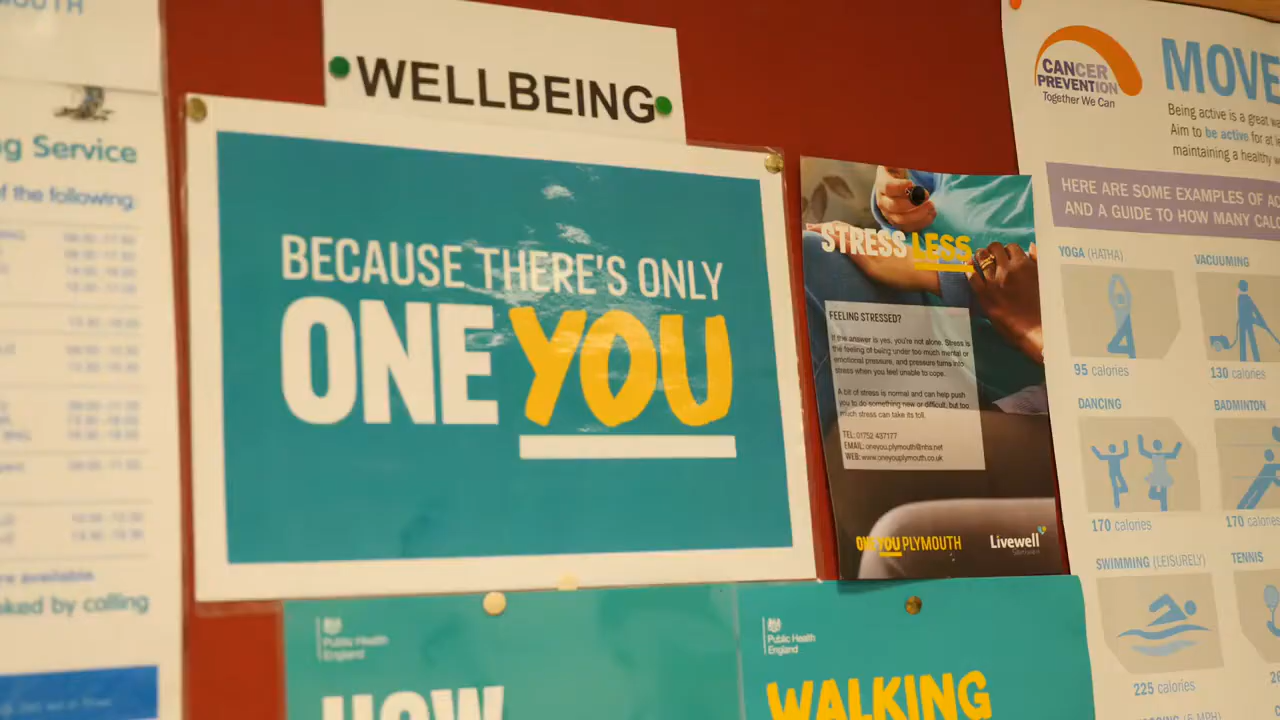 MOUTH
g Service
of the following
are available
ked by calling
WELLBEING
BECAUSE THERE'S ONLY
ONE YOU
STRESS LESS
FEELING STRESSED?
If the answer is yes, you're not alone. Stress is
the feeling of being under too much mental or
emotional pressure, and pressure turns into
stress when you feel unable to cope.
A bit of stress is normal and can help push
you to do something new or difficult, but too
much stress can take its toll.
TEL: 01752 437177
EMAIL: oneyou.plymouth@nhs.net
WEB: www.oneyouplymouth.co.uk
ONE YOU PLYMOUTH
Livewell
Public Health
England
HOW
Public Health
England
WALKING
CANCER
PREVENTION
Together We Can
MOVE
Being active is a great wa
Aim to be active for at le
maintaining a healthy w
HERE ARE SOME EXAMPLES OF AC
AND A GUIDE TO HOW MANY CALO
YOGA (HATHA)
VACUUMING
95 calories
130 calories
DANCING
BADMINTON
170 calories
170 calories
SWIMMING (LEISURELY)
TENNIS
225 calories